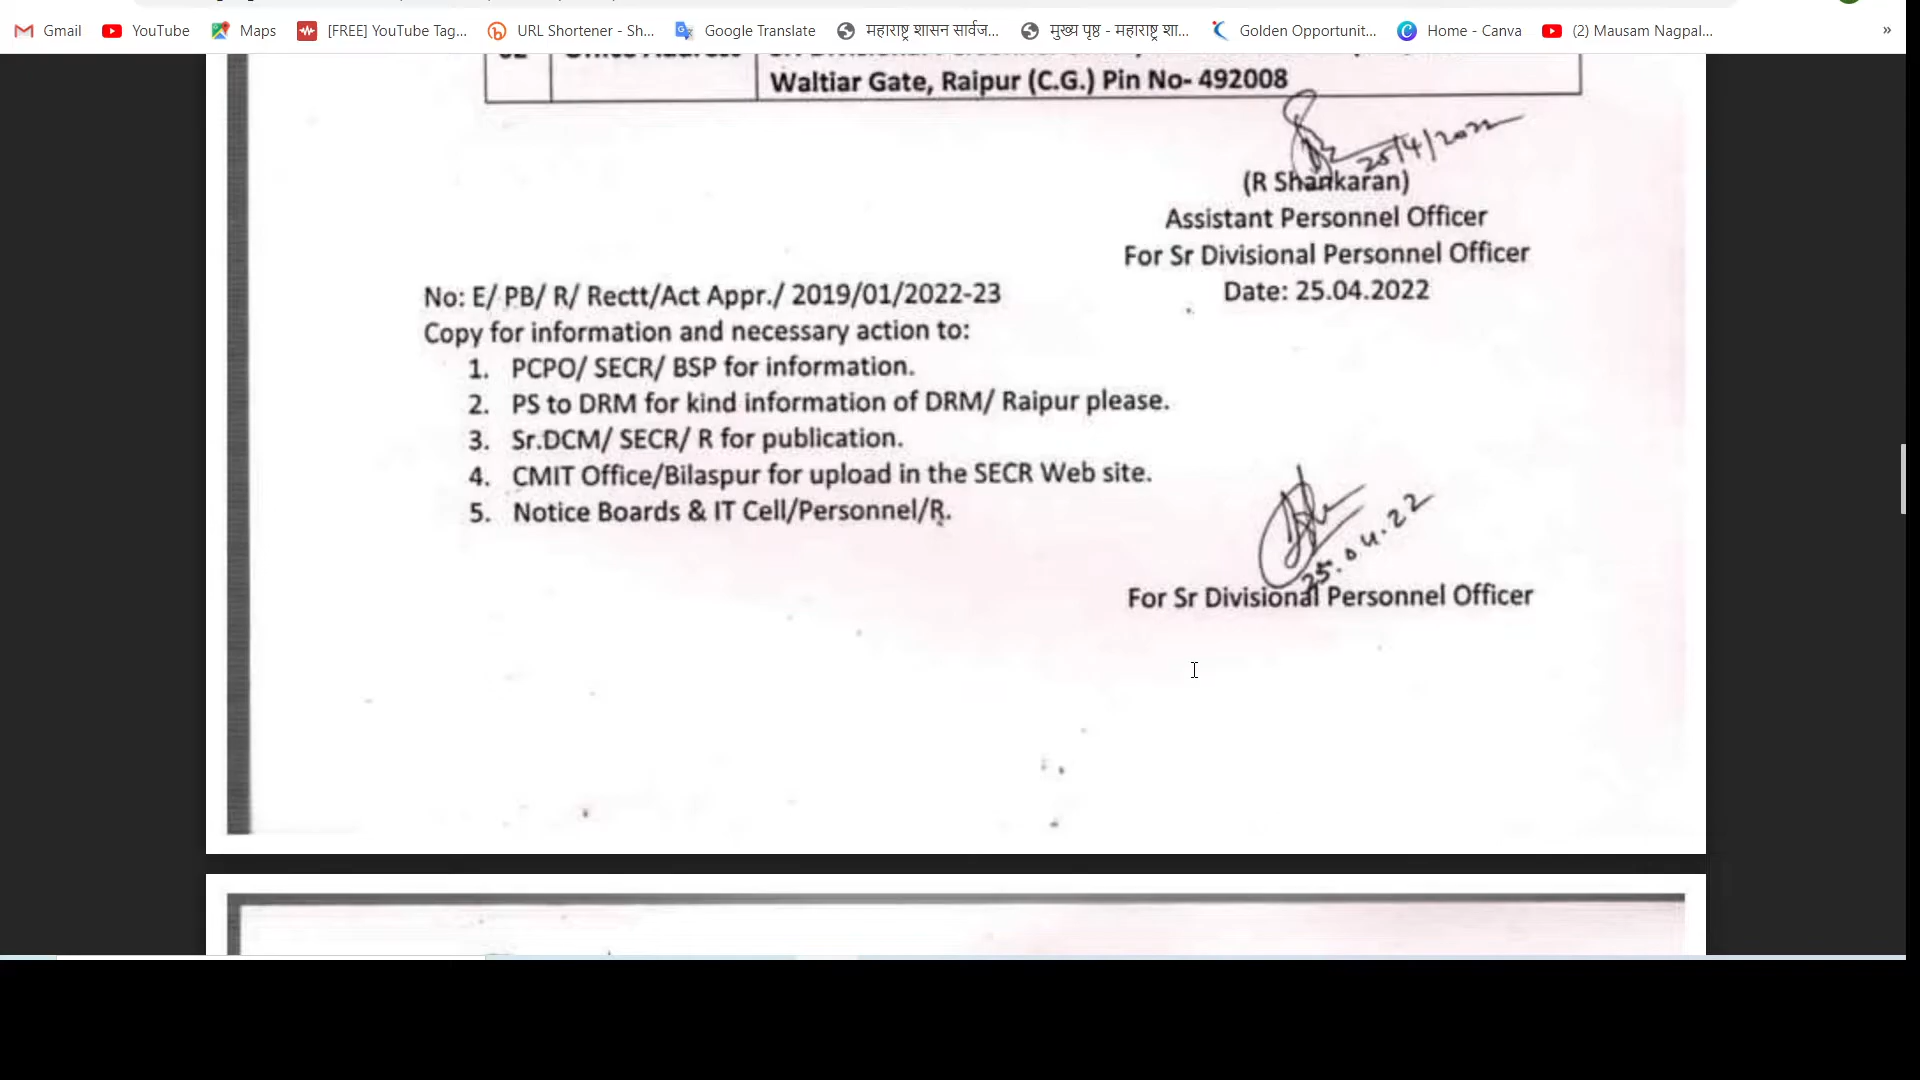 Gmail YouTube Maps [FREE] YouTube Tag... URL Shortener - Sh... Google Translate महाराष्ट्र शासन सार्वज... मुख्य पृष्ठ - महाराष्ट्र शा... Golden Opportunit... Home - Canva (2) Mausam Nagpal... »
Waltiar Gate, Raipur (C.G.) Pin No- 492008
25/4/2022
(R Shankaran)
Assistant Personnel Officer
For Sr Divisional Personnel Officer
Date: 25.04.2022
No: E/ PB/ R/ Rectt/Act Appr./ 2019/01/2022-23
Copy for information and necessary action to:
1. PCPO/ SECR/ BSP for information.
2. PS to DRM for kind information of DRM/ Raipur please.
3. Sr.DCM/ SECR/ R for publication.
4. CMIT Office/Bilaspur for upload in the SECR Web site.
5. Notice Boards & IT Cell/Personnel/R.
25.04.22
For Sr Divisional Personnel Officer